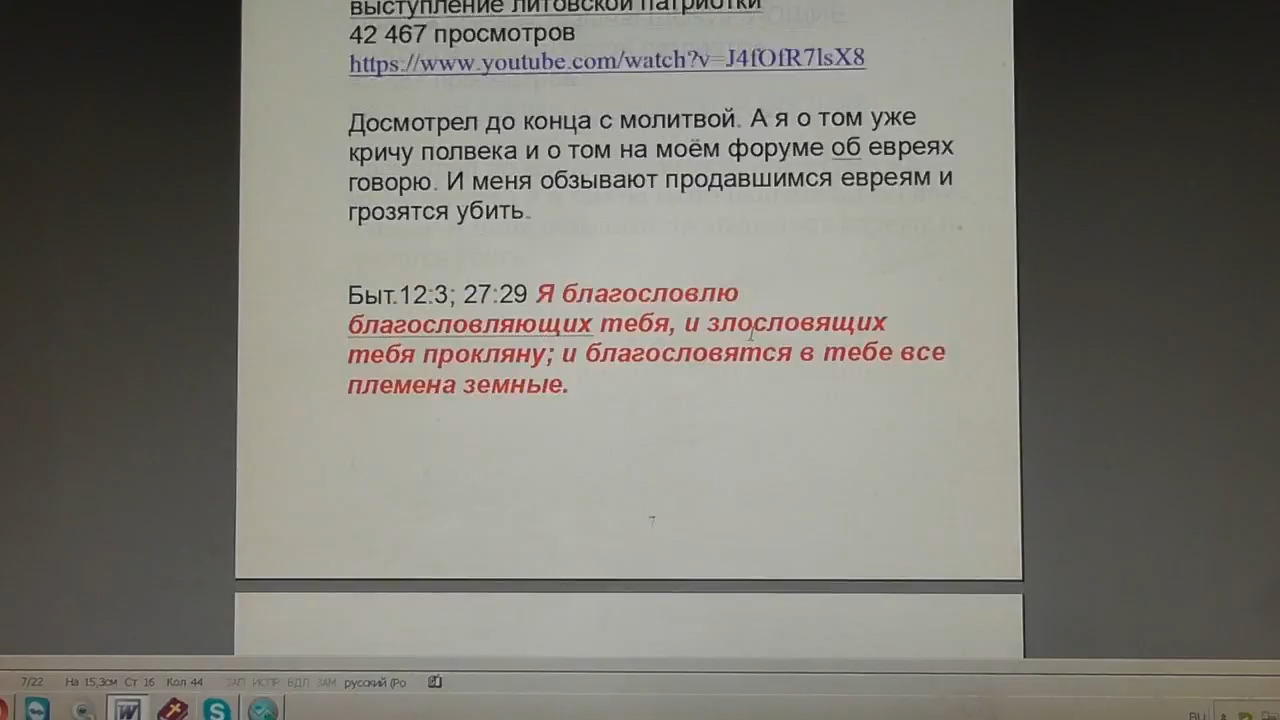 выступление литовской патриотки
42 467 просмотров
https://www.youtube.com/watch?v=J4fOfR7lsX8
Досмотрел до конца с молитвой. А я о том уже
кричу полвека и о том на моём форуме об евреях
говорю. И меня обзывают продавшимся евреям и
грозятся убить.
Быт.12:3; 27:29 Я благословлю
благословляющих тебя, и злословящих
тебя прокляну; и благословятся в тебе все
племена земные.
7
7/22 На 15,3см Ст 16 Кол 44 ЗАП ИСПР ВДЛ ЗАМ русский (Ро
RU